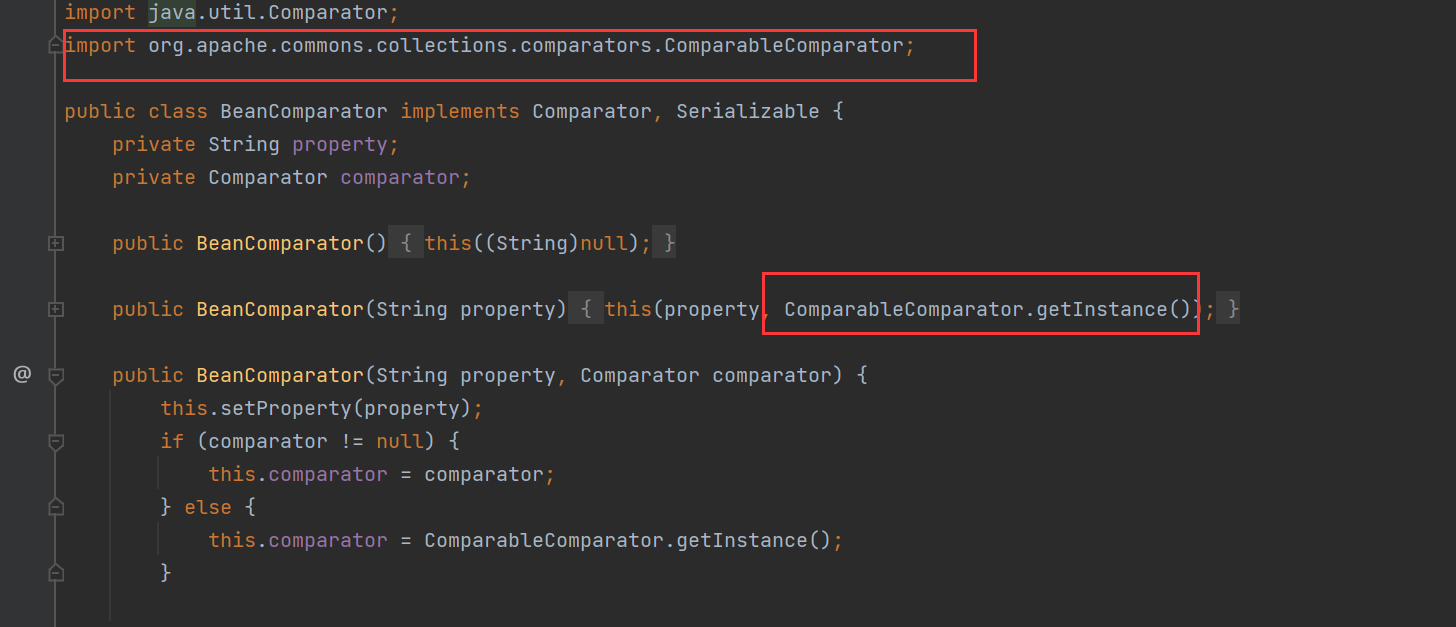 import java.util.Comparator;
import org.apache.commons.collections.comparators.ComparableComparator;
public class BeanComparator implements Comparator, Serializable {
private String property;
private Comparator comparator;
public BeanComparator() { this((String)null); }
public BeanComparator(String property) { this(property, ComparableComparator.getInstance()); }
@ public BeanComparator(String property, Comparator comparator) {
this.setProperty(property);
if (comparator != null) {
this.comparator = comparator;
} else {
this.comparator = ComparableComparator.getInstance();
}